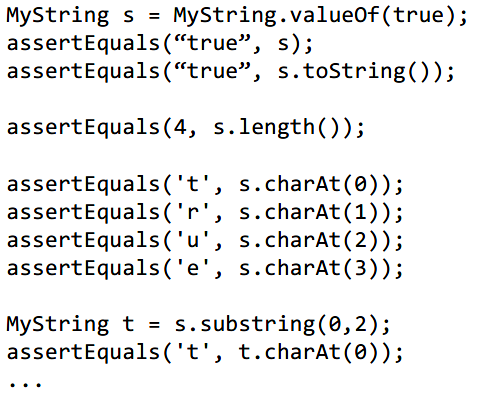 MyString s = MyString.valueOf(true);
assertEquals(“true”, s);
assertEquals(“true”, s.toString());
assertEquals(4, s.length());
assertEquals('t', s.charAt(0));
assertEquals('r', s.charAt(1));
assertEquals('u', s.charAt(2));
assertEquals('e', s.charAt(3));
MyString t = s.substring(0,2);
assertEquals('t', t.charAt(0));
...